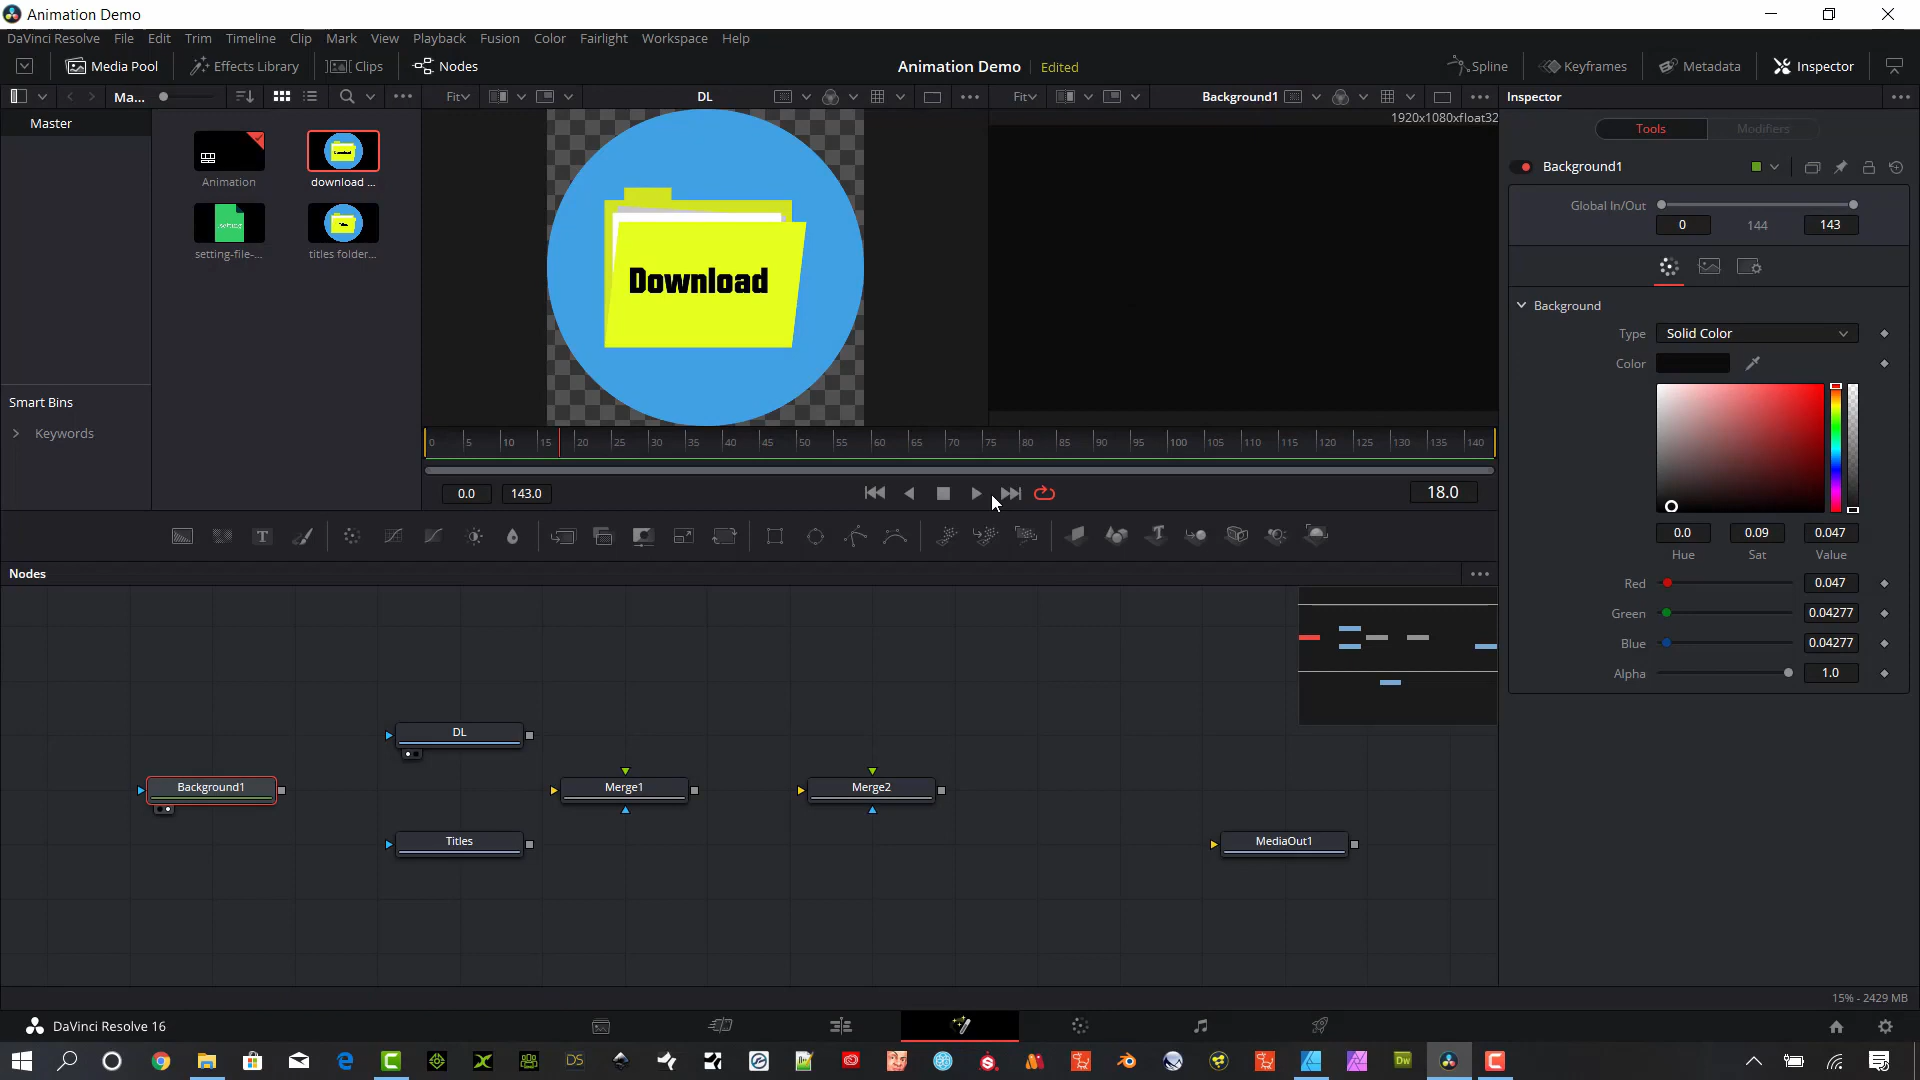 Animation Demo
DaVinci Resolve File Edit Trim Timeline Clip Mark View Playback Fusion Color Fairlight Workspace Help
Media Pool Effects Library Clips Nodes Animation Demo Edited Spline Keyframes Metadata Inspector
Ma... Fit DL Fit Background1 Inspector
Master 1920x1080xfloat32
Tools Modifiers
Animation download ...
Background1
Global In/Out
0 144 143
setting-file-... titles folder...
Download
Background
Type Solid Color
Color
Smart Bins
Keywords
0 5 10 15 20 25 30 35 40 45 50 55 60 65 70 75 80 85 90 95 100 105 110 115 120 125 130 135 140
0.0 143.0 18.0
0.0 0.09 0.047
Hue Sat Value
Nodes
Red 0.047
Green 0.04277
Blue 0.04277
Alpha 1.0
DL
Background1 Merge1 Merge2
Titles MediaOut1
15% - 2429 MB
DaVinci Resolve 16
DS
Dw